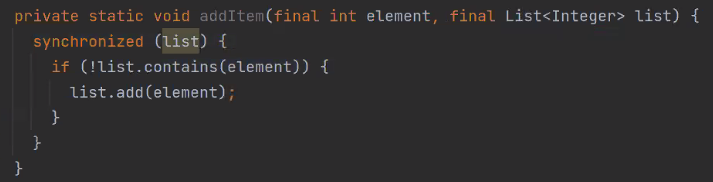 private static void addItem(final int element, final List<Integer> list) {
synchronized (list) {
if (!list.contains(element)) {
list.add(element);
}
}
}